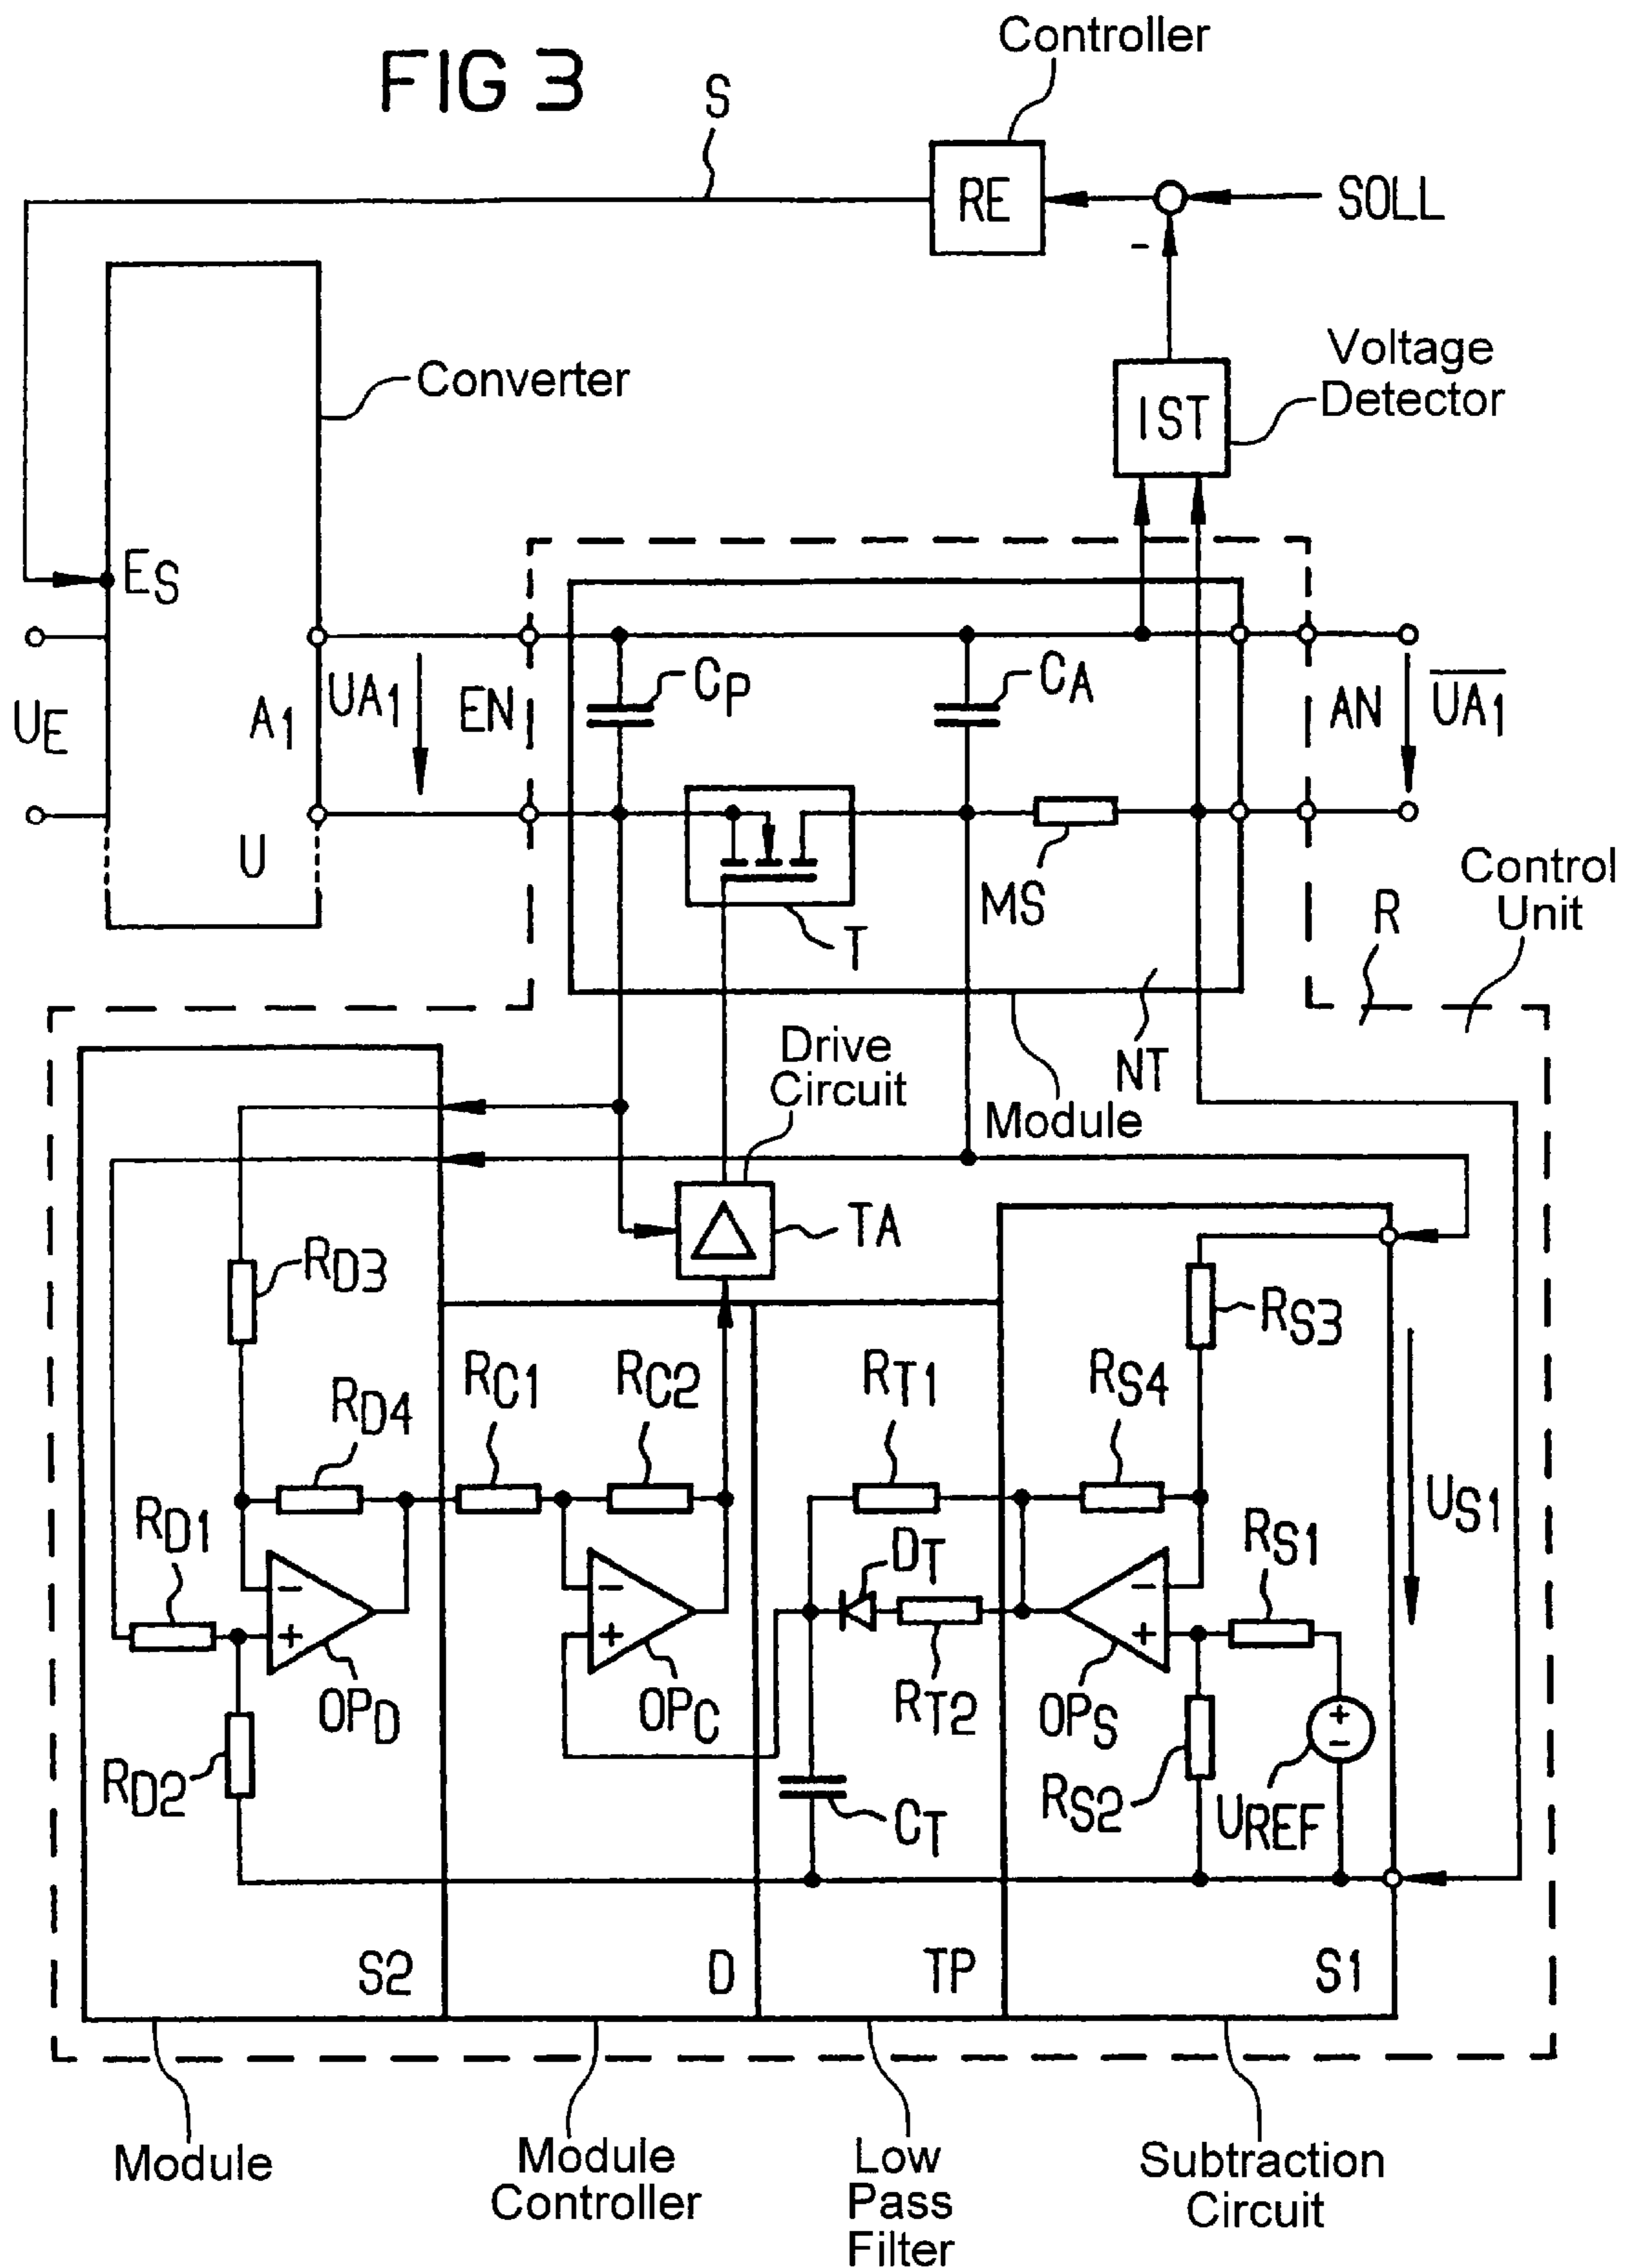 FIG 3
Controller
S
RE
SOLL
-
Voltage
Detector
IST
Converter
ES
UE
A1
UA1
EN
CP
CA
AN
UA1
U
T
MS
NT
R
Control
Unit
Drive
Circuit
Module
TA
RD3
RD4
RC1
RC2
RT1
RS4
RS3
US1
RD1
DT
RS1
-
+
-
+
-
+
OPD
OPC
RT2
OPS
RD2
CT
RS2
UREF
+
-
S2
D
TP
S1
Module
Module
Controller
Low
Pass
Filter
Subtraction
Circuit